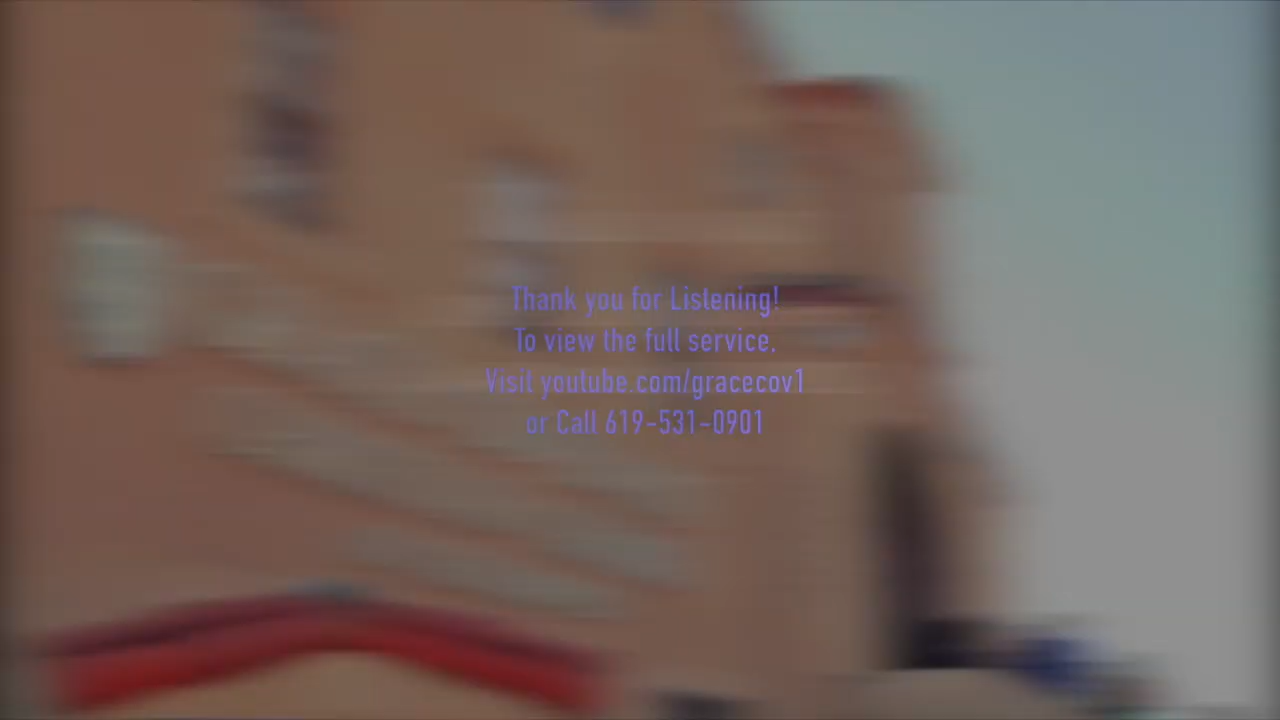 Thank you for Listening!
To view the full service.
Visit youtube.com/gracecov1
or Call 619-531-0901